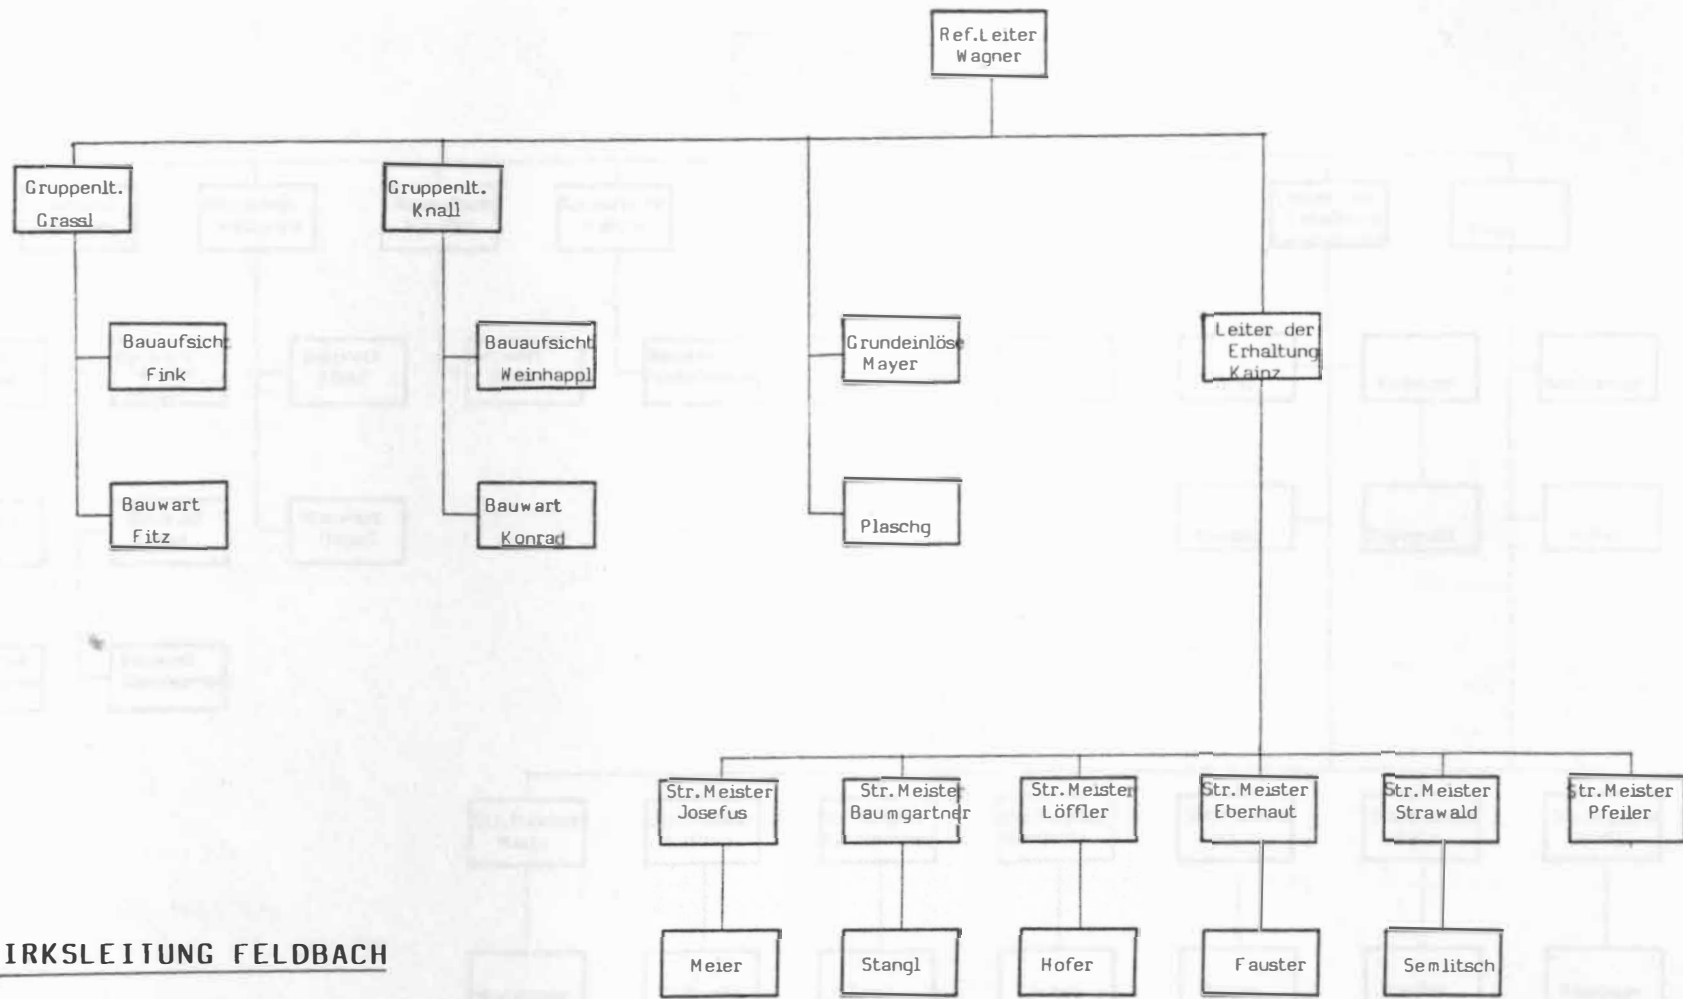 Ref.Leiter
Wagner
Gruppenlt.
Grassl
Gruppenlt.
Knall
Bauaufsicht
Fink
Bauaufsicht
Weinhappl
Grundeinlöse
Mayer
Leiter der
Erhaltung
Kainz
Bauwart
Fitz
Bauwart
Konrad
Plaschg
Str.Meister
Josefus
Str.Meister
Baumgartner
Str.Meister
Löffler
Str.Meister
Eberhaut
Str.Meister
Strawald
Str.Meister
Pfeiler
Meier
Stangl
Hofer
Fauster
Semlitsch
IRKSLEITUNG FELDBACH